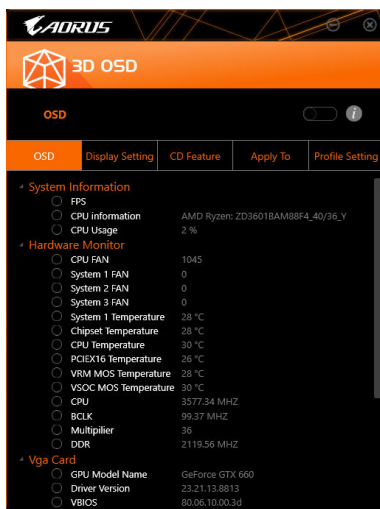 AORUS
3D OSD
OSD
OSD Display Setting CD Feature Apply To Profile Setting
System Information
FPS
CPU information AMD Ryzen: ZD3601BAM88F4_40/36_Y
CPU Usage 2 %
Hardware Monitor
CPU FAN 1045
System 1 FAN 0
System 2 FAN 0
System 3 FAN 0
System 1 Temperature 28 °C
Chipset Temperature 28 °C
CPU Temperature 30 °C
PCIEX16 Temperature 26 °C
VRM MOS Temperature 28 °C
VSOC MOS Temperature 30 °C
CPU 3577.34 MHZ
BCLK 99.37 MHZ
Multipilier 36
DDR 2119.56 MHZ
Vga Card
GPU Model Name GeForce GTX 660
Driver Version 23.21.13.8813
VBIOS 80.06.10.00.3d